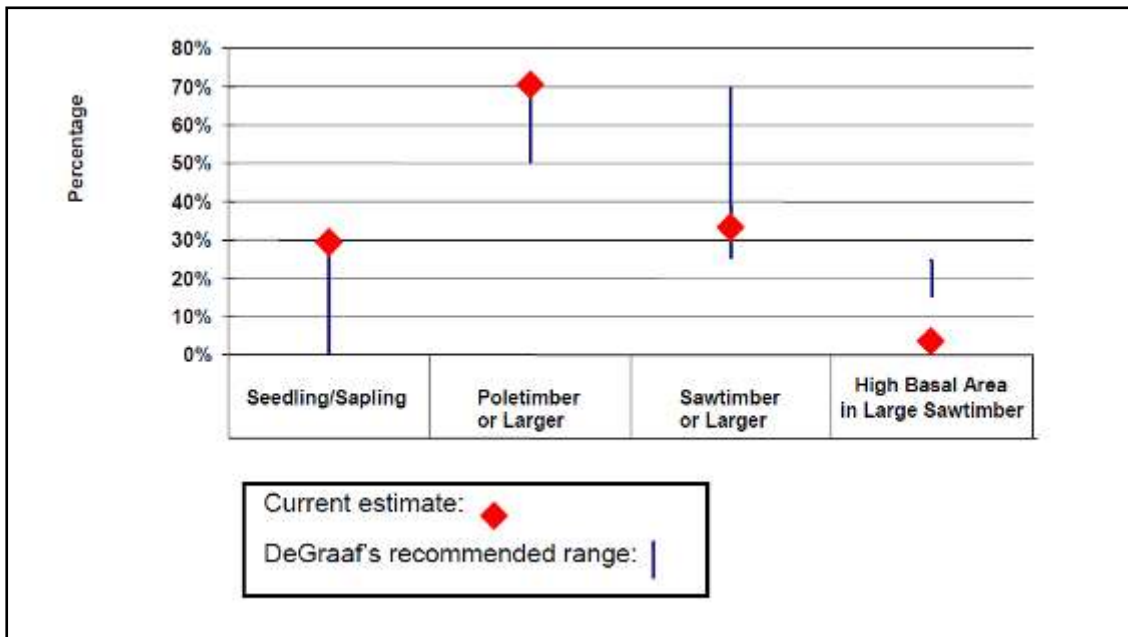 Percentage
80%
70%
60%
50%
40%
30%
20%
10%
0%
Seedling/Sapling
Poletimber
or Larger
Sawtimber
or Larger
High Basal Area
in Large Sawtimber
Current estimate:
DeGraaf's recommended range: